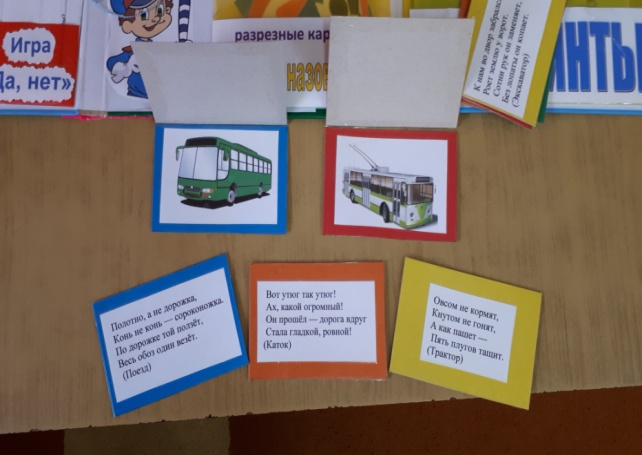 Игра
Да, нет»
разрезные кар
назов
К нам во двор забрался
Роет землю у ворот.
Сотни рук он заменяет,
Без лопаты он копает.
(Экскаватор)
инты
Полотно, а не дорожка,
Конь не конь — сороконожка.
По дорожке той ползёт,
Весь обоз один везёт.
(Поезд)
Вот утюг так утюг!
Ах, какой огромный!
Он прошёл — дорога вдруг
Стала гладкой, ровной!
(Каток)
Овсом не кормят,
Кнутом не гонят,
А как пашет —
Пять плугов тащит.
(Трактор)